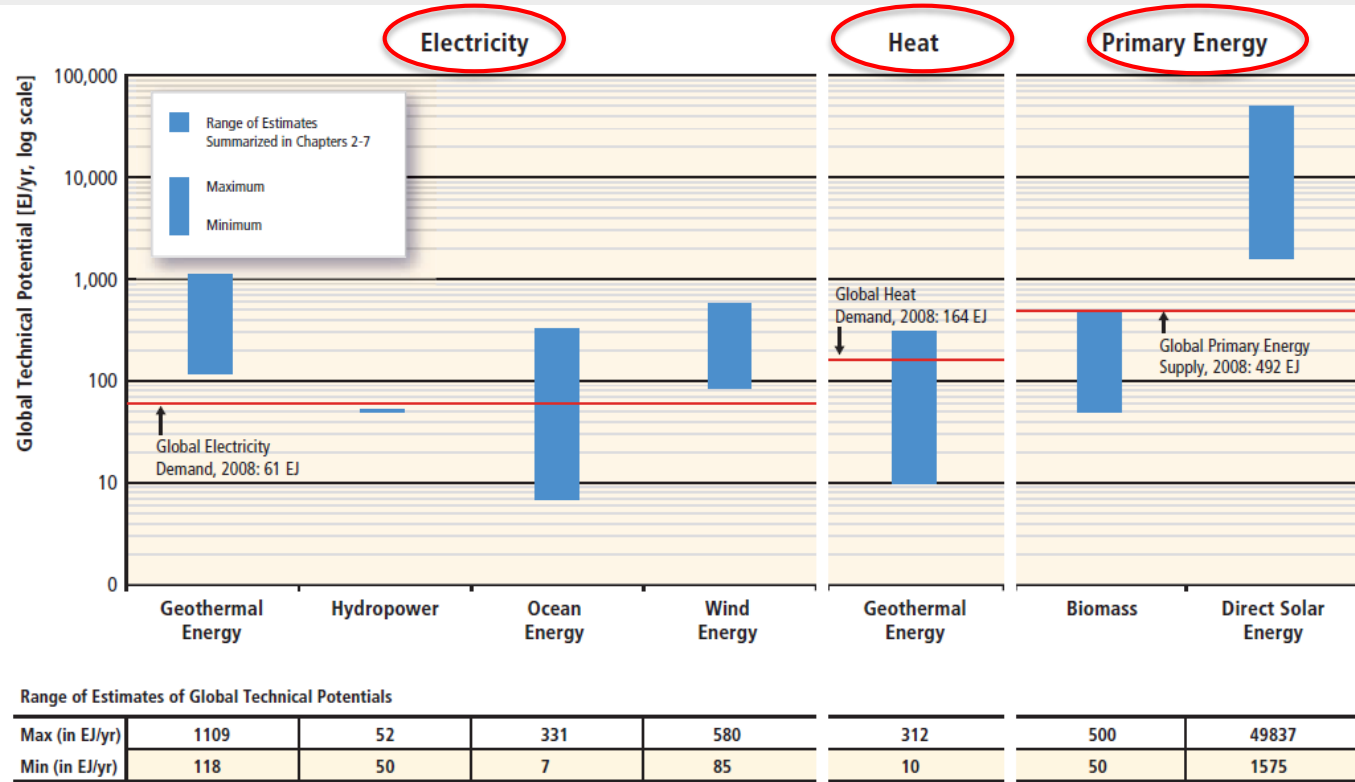 Electricity
Heat
Primary Energy
Global Technical Potential [EJ/yr, log scale]
100,000
10,000
1,000
100
10
0
Range of Estimates
Summarized in Chapters 2-7
Maximum
Minimum
Global Electricity
Demand, 2008: 61 EJ
Global Heat
Demand, 2008: 164 EJ
Global Primary Energy
Supply, 2008: 492 EJ
Geothermal
Energy
Hydropower
Ocean
Energy
Wind
Energy
Geothermal
Energy
Biomass
Direct Solar
Energy
Range of Estimates of Global Technical Potentials
Max (in EJ/yr) 1109 52 331 580 312 500 49837
Min (in EJ/yr) 118 50 7 85 10 50 1575